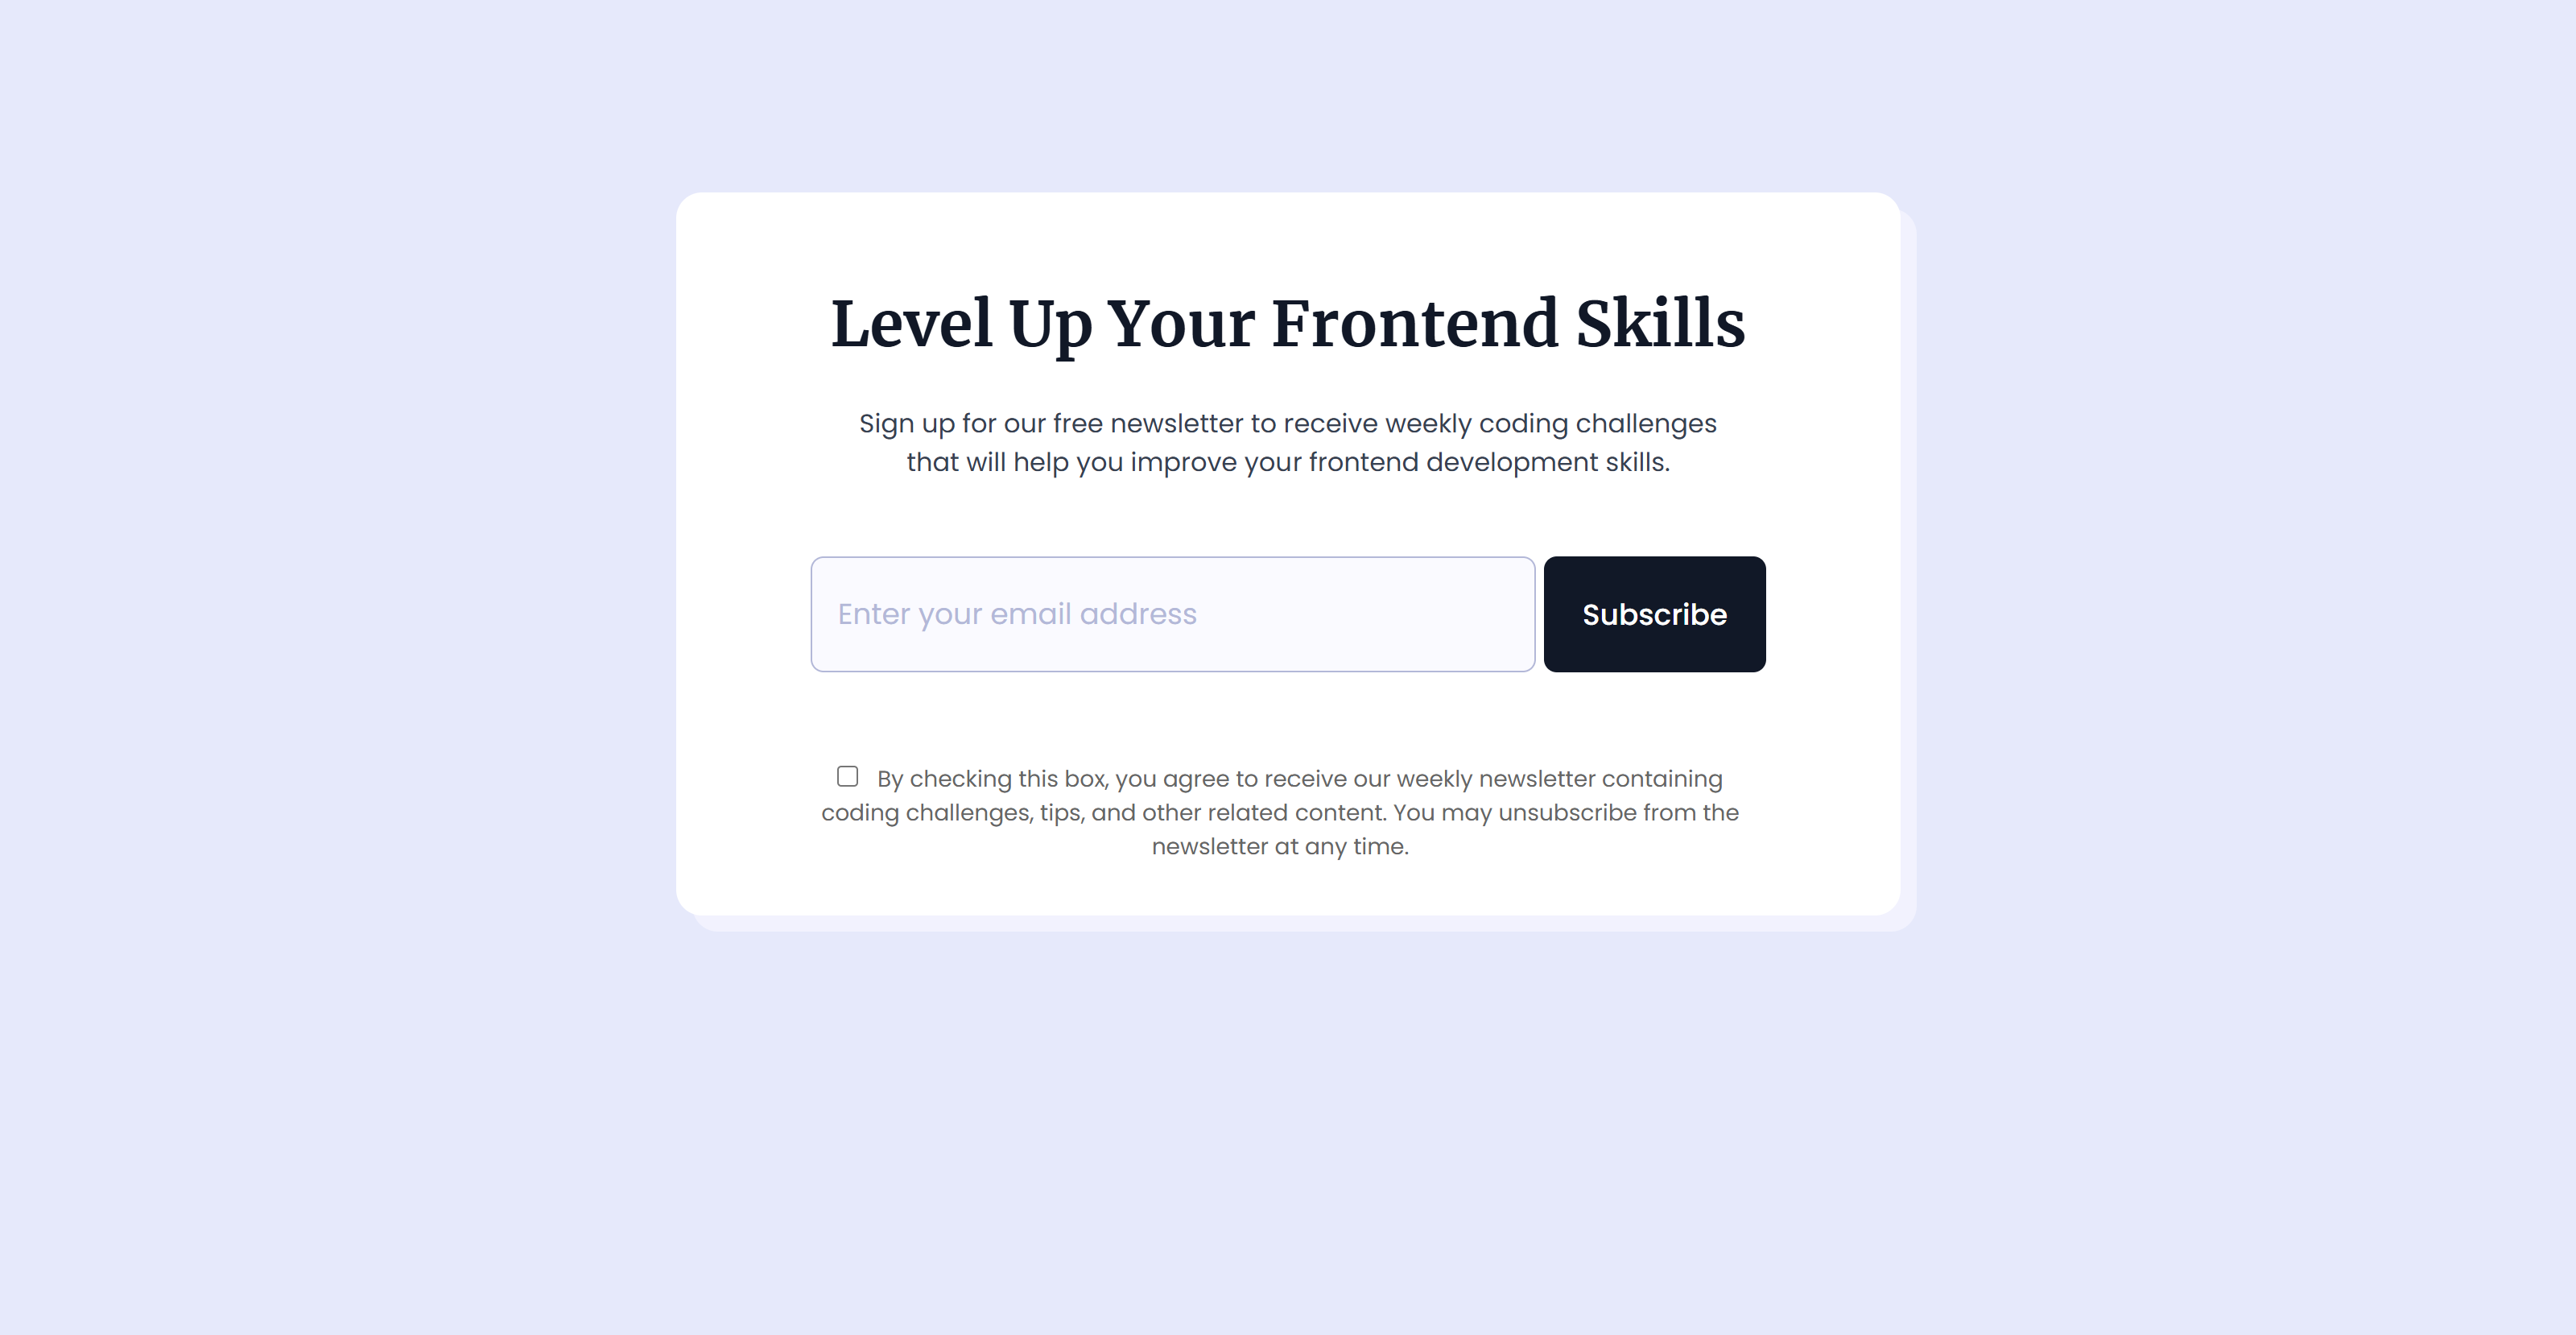 Level Up Your Frontend Skills
Sign up for our free newsletter to receive weekly coding challenges
that will help you improve your frontend development skills.
Enter your email address
Subscribe
By checking this box, you agree to receive our weekly newsletter containing
coding challenges, tips, and other related content. You may unsubscribe from the
newsletter at any time.